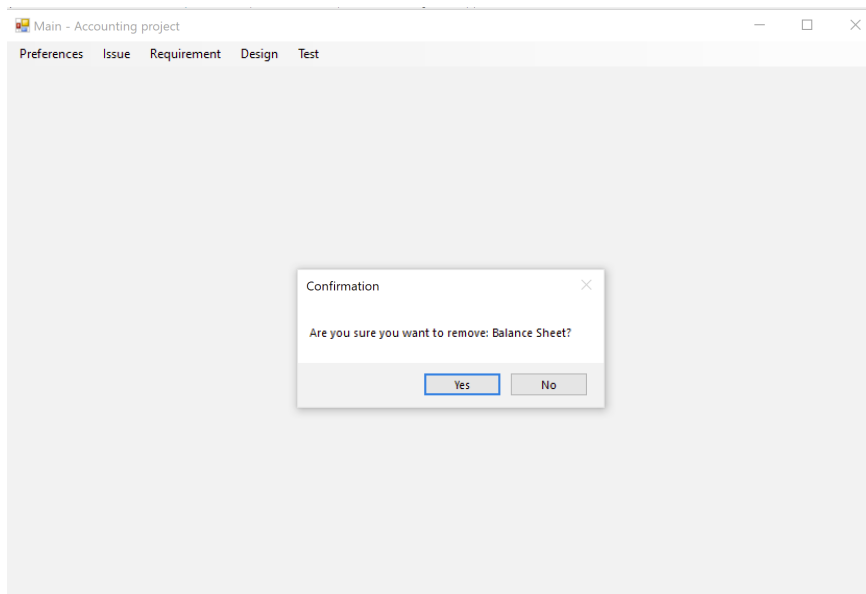 Main - Accounting project
Preferences Issue Requirement Design Test
Confirmation
Are you sure you want to remove: Balance Sheet?
Yes No